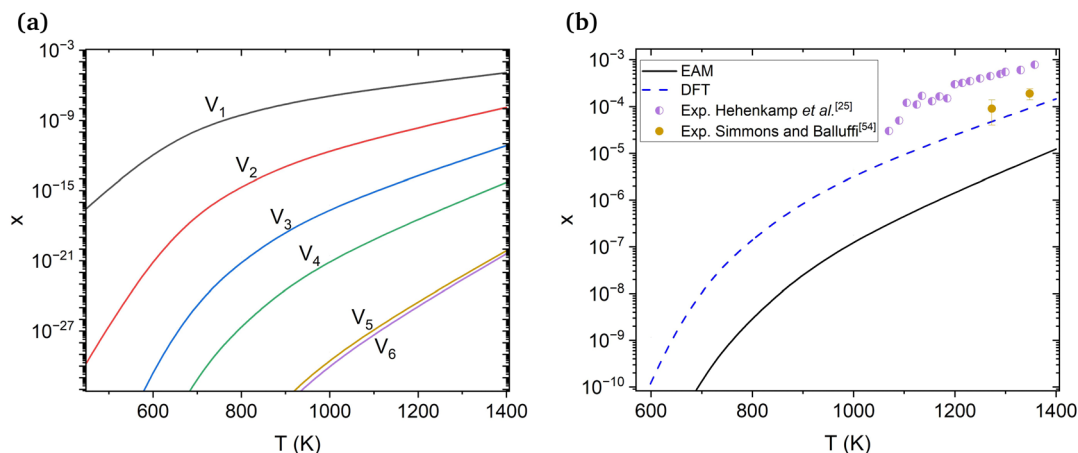 (a)
10⁻³
10⁻⁹
10⁻¹⁵
10⁻²¹
10⁻²⁷
x
V₁
V₂
V₃
V₄
V₅
V₆
600 800 1000 1200 1400
T (K)
(b)
10⁻³
10⁻⁴
10⁻⁵
10⁻⁶
10⁻⁷
10⁻⁸
10⁻⁹
10⁻¹⁰
x
EAM
DFT
Exp. Hehenkamp et al.[25]
Exp. Simmons and Balluffi[54]
600 800 1000 1200 1400
T (K)